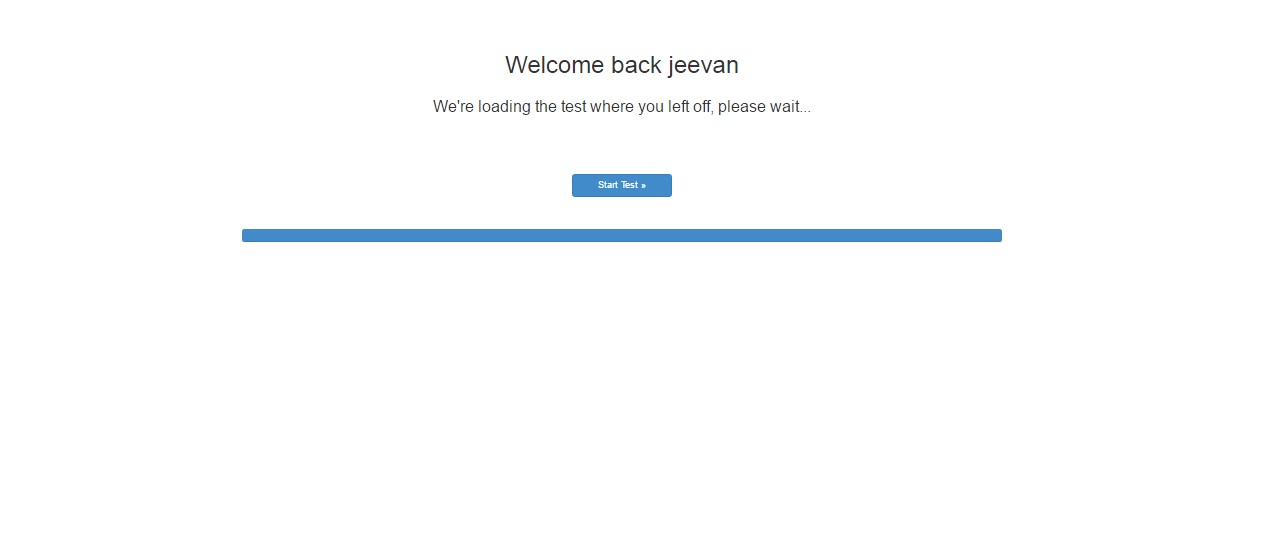 Welcome back jeevan
We're loading the test where you left off, please wait...
Start Test »